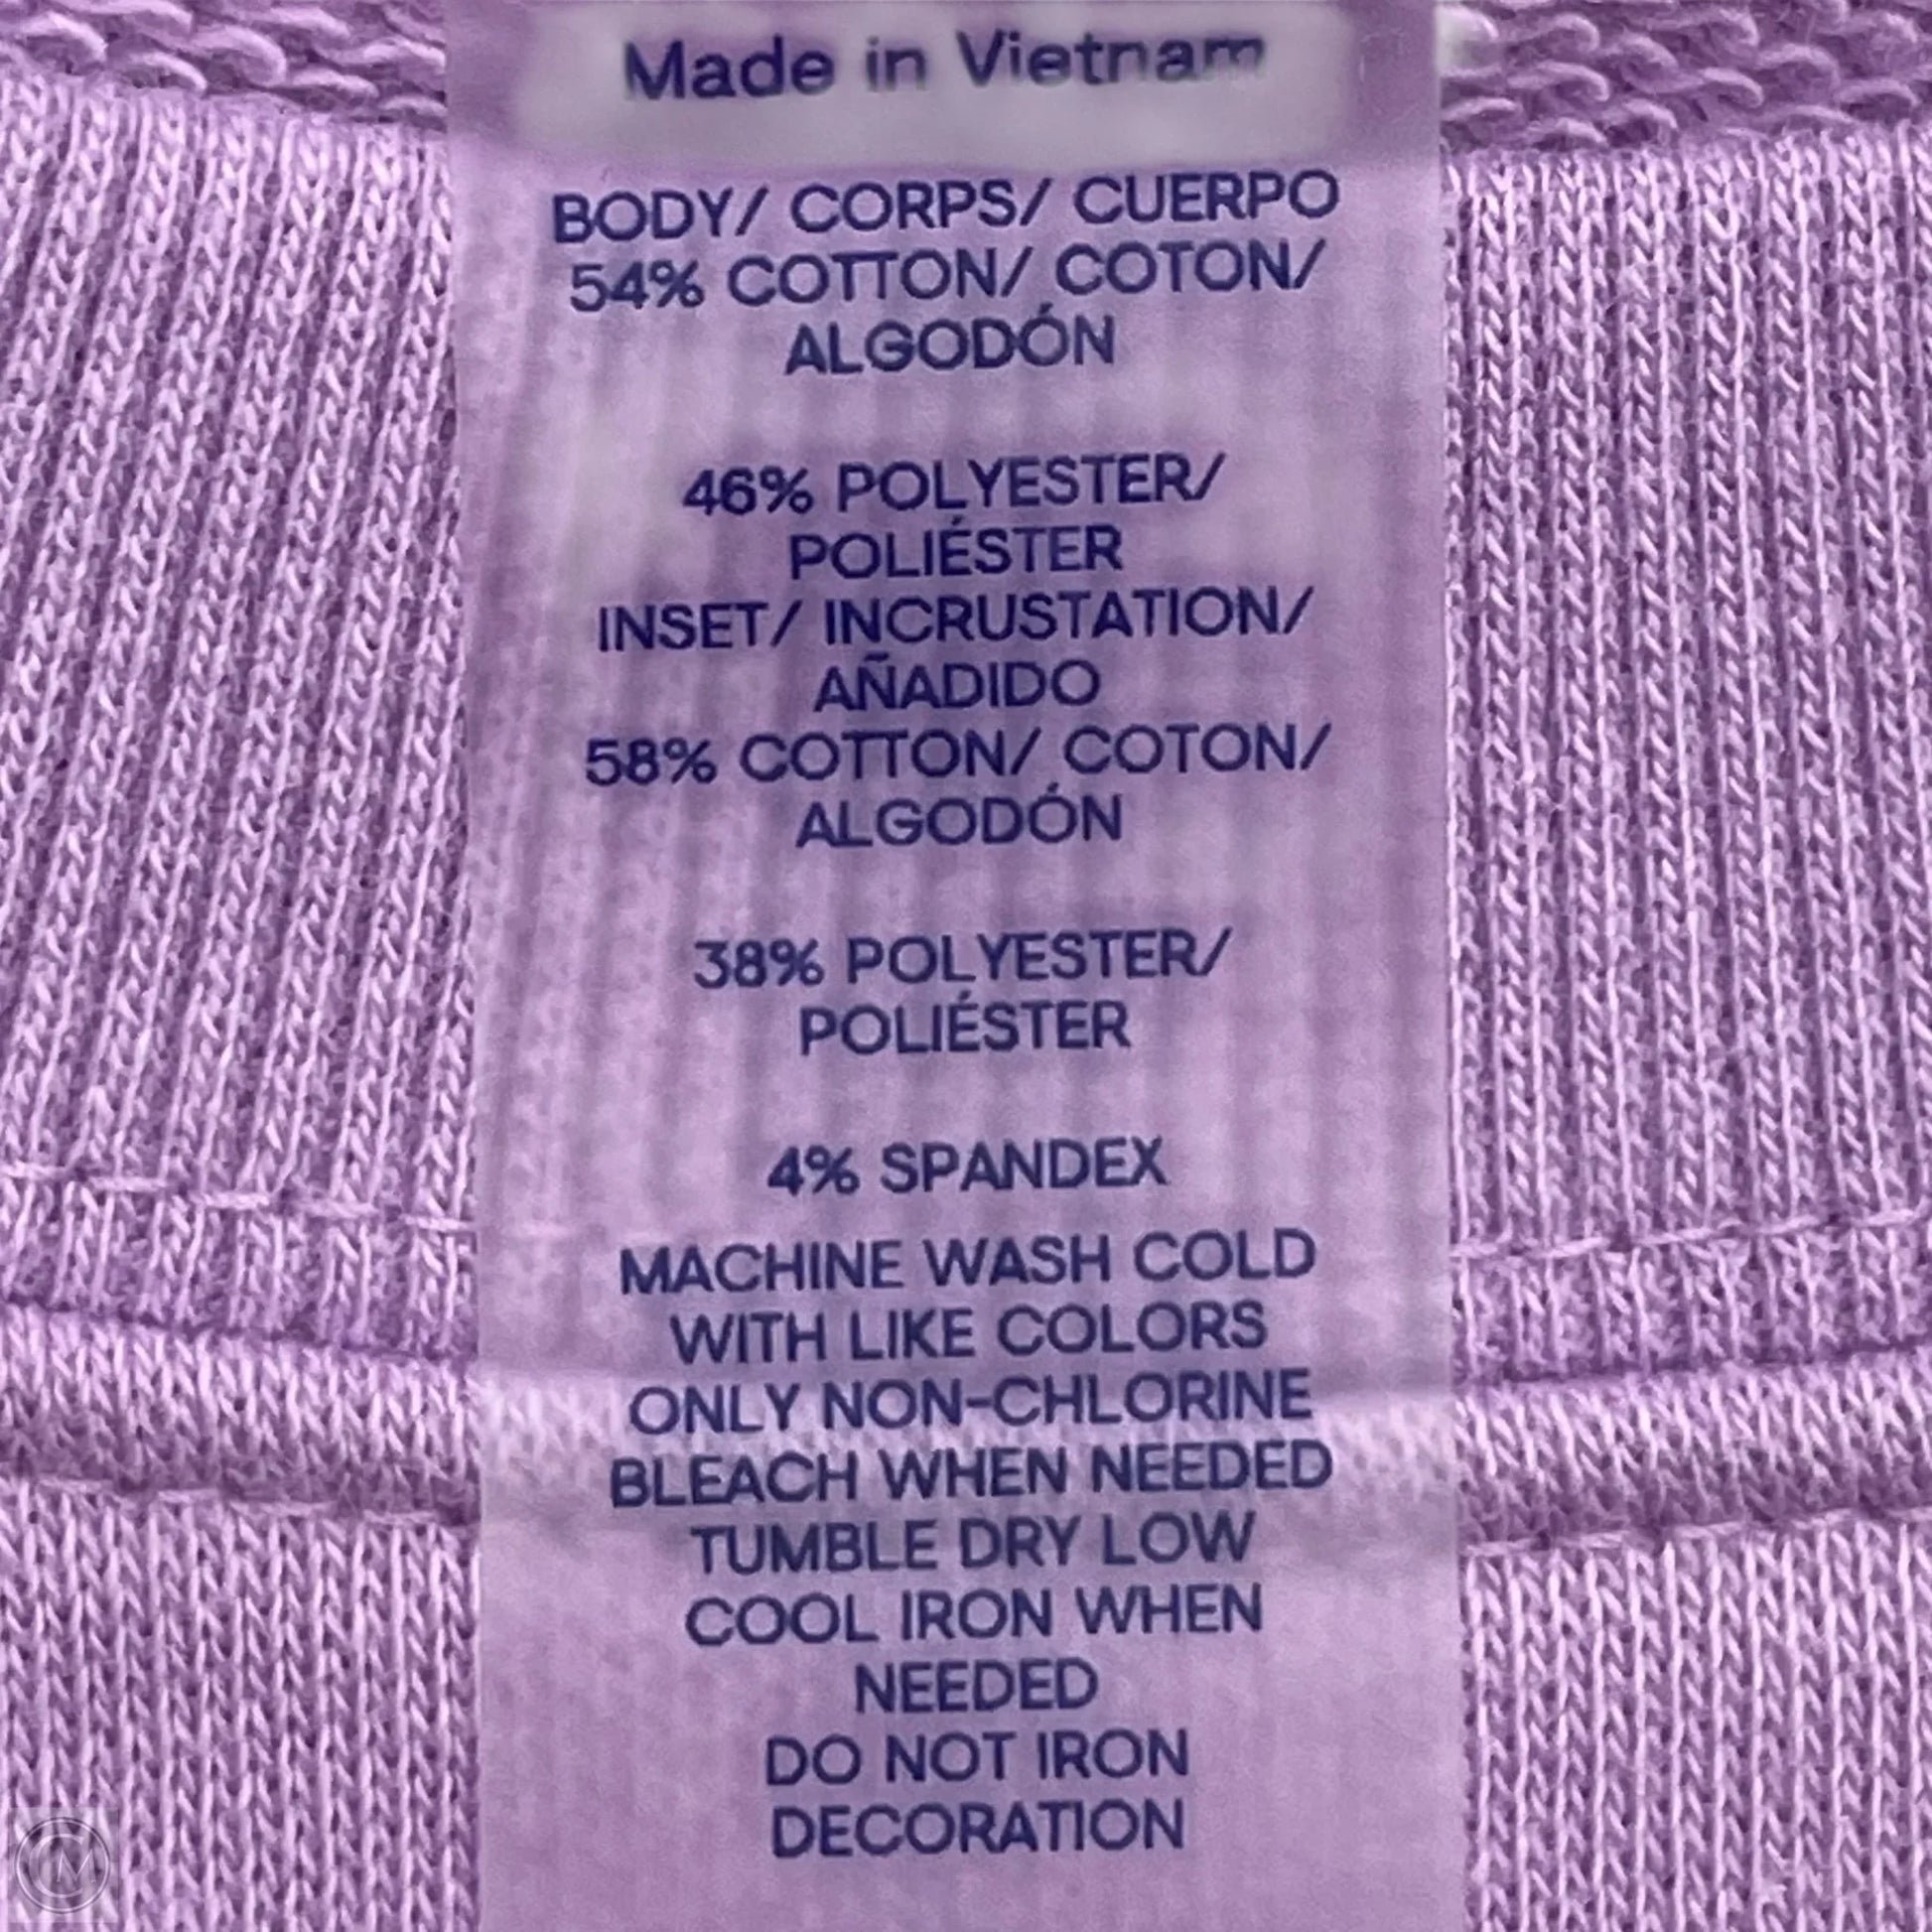 Made in Vietnam
BODY/ CORPS/ CUERPO
54% COTTON/ COTON/
ALGODÓN
46% POLYESTER/
POLIÉSTER
INSET/ INCRUSTATION/
AÑADIDO
58% COTTON/ COTON/
ALGODÓN
38% POLYESTER/
POLIÉSTER
4% SPANDEX
MACHINE WASH COLD
WITH LIKE COLORS
ONLY NON-CHLORINE
BLEACH WHEN NEEDED
TUMBLE DRY LOW
COOL IRON WHEN
NEEDED
DO NOT IRON
DECORATION
CM